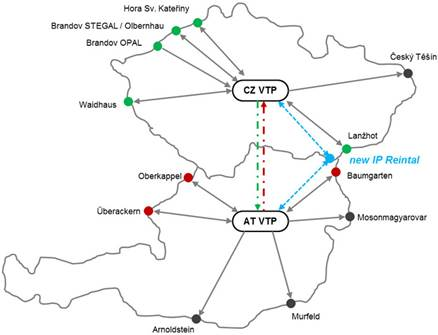 Hora Sv. Kateřiny
Brandov STEGAL / Olbernhau
Brandov OPAL
Český Těšín
CZ VTP
Waidhaus
Lanžhot
new IP Reintal
Oberkappel
Baumgarten
Überackern
AT VTP
Mosonmagyarovar
Murfeld
Arnoldstein